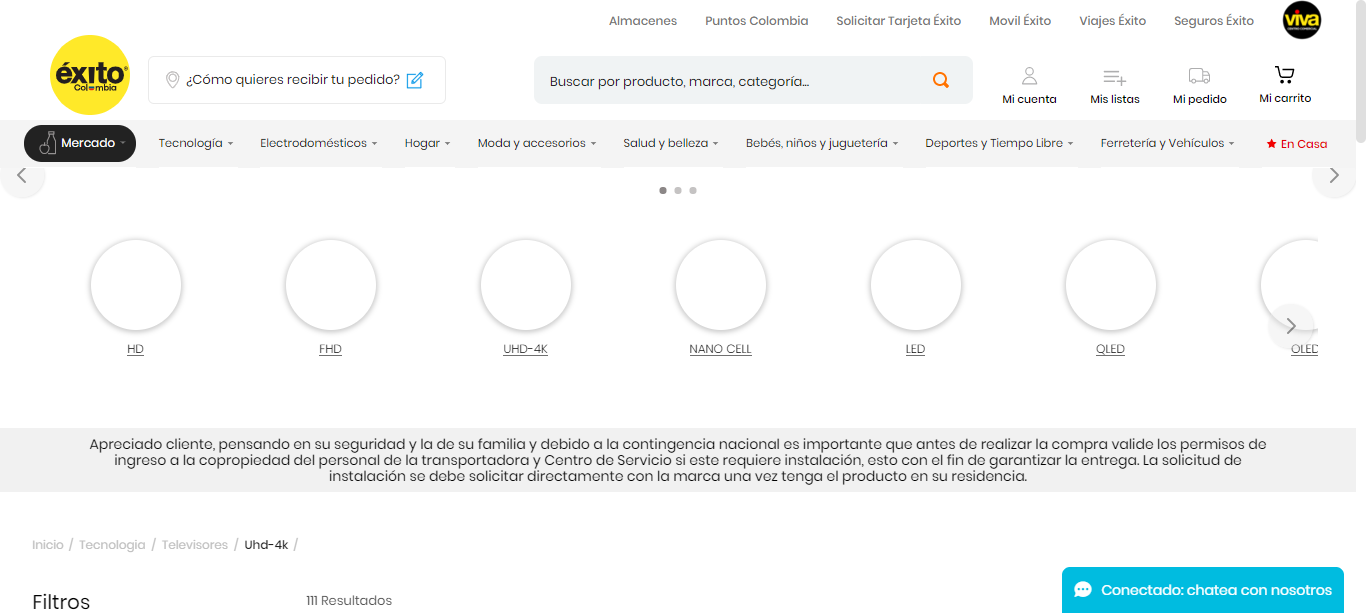 Almacenes Puntos Colombia Solicitar Tarjeta Éxito Movil Éxito Viajes Éxito Seguros Éxito viva
éxito
Colombia
¿Cómo quieres recibir tu pedido?
Buscar por producto, marca, categoría...
Mi cuenta Mis listas Mi pedido Mi carrito
Mercado Tecnología Electrodomésticos Hogar Moda y accesorios Salud y belleza Bebés, niños y juguetería Deportes y Tiempo Libre Ferretería y Vehículos En Casa
HD FHD UHD-4K NANO CELL LED QLED OLED
Apreciado cliente, pensando en su seguridad y la de su familia y debido a la contingencia nacional es importante que antes de realizar la compra valide los permisos de
ingreso a la copropiedad del personal de la transportadora y Centro de Servicio si este requiere instalación, esto con el fin de garantizar la entrega. La solicitud de
instalación se debe solicitar directamente con la marca una vez tenga el producto en su residencia.
Inicio / Tecnologia / Televisores / Uhd-4k /
Filtros 111 Resultados
Conectado: chatea con nosotros